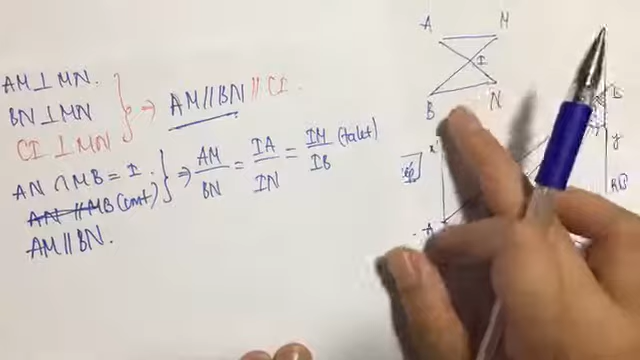 AM ⊥ MN.
BN ⊥ MN
CI ⊥ MN
} ⇒ AM // BN // CI.
AN ∩ MB = I.
AN // MB (cmt)
AM // BN.
} ⇒ AM/BN = IA/IN = IM/IB (talet)
A M
I
B N
x'
A
y